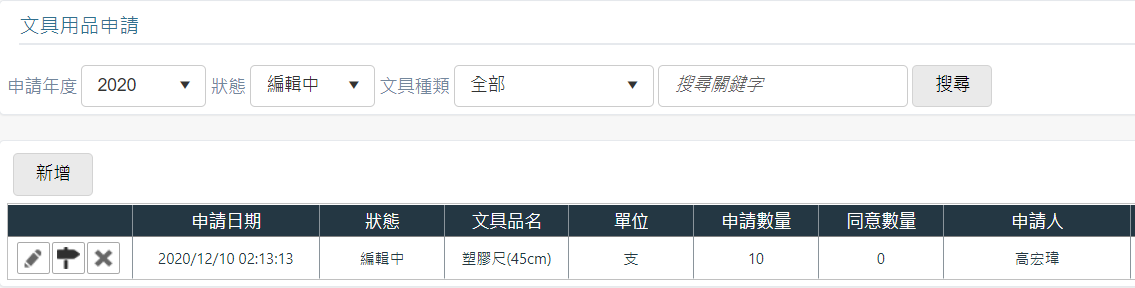 文具用品申請
申請年度 2020 狀態 編輯中 文具種類 全部 搜尋關鍵字 搜尋
新增
申請日期 狀態 文具品名 單位 申請數量 同意數量 申請人
2020/12/10 02:13:13 編輯中 塑膠尺(45cm) 支 10 0 高宏瑋